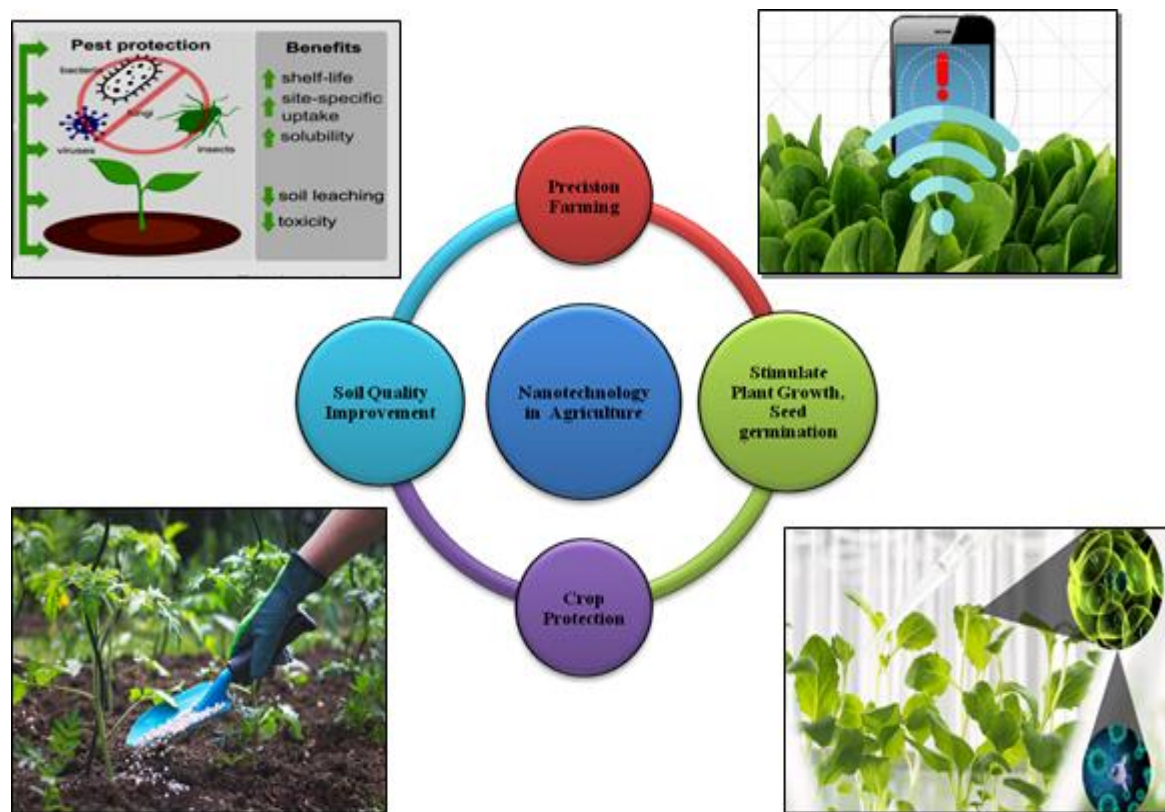 Pest protection
bacteria
fungi
viruses
insects
Benefits
shelf-life
site-specific
uptake
solubility
soil leaching
toxicity
!
Precision
Farming
Soil Quality
Improvement
Nanotechnology
in Agriculture
Stimulate
Plant Growth,
Seed
germination
Crop
Protection